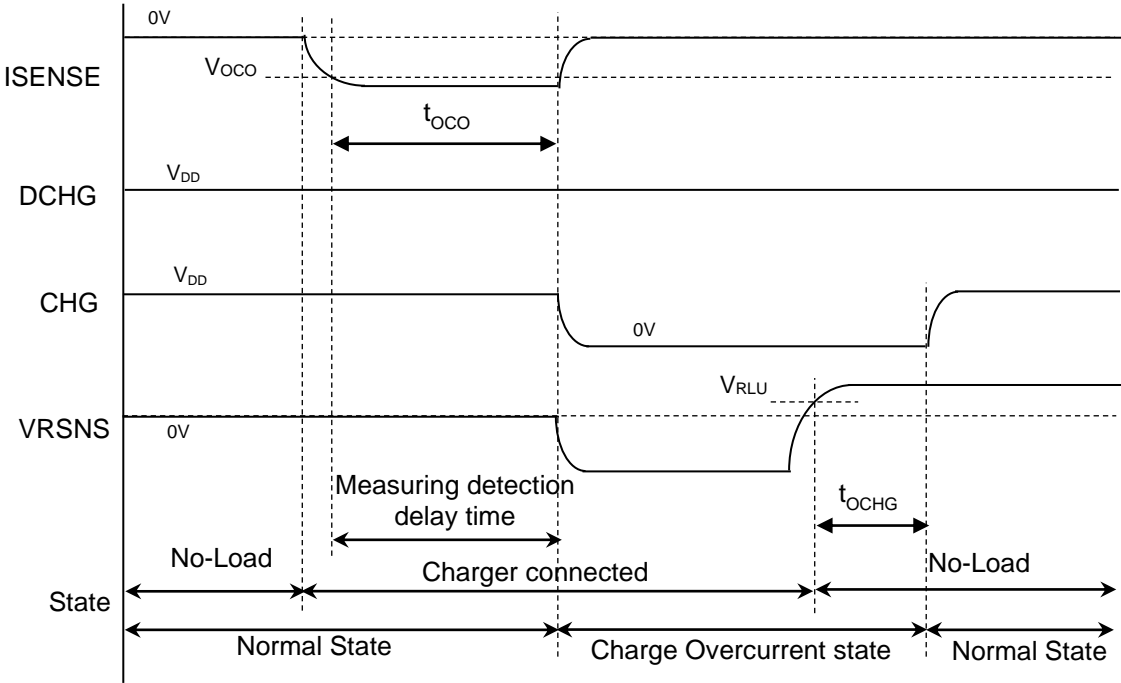 0V
ISENSE
VOCO
tOCO
DCHG
VDD
CHG
VDD
0V
VRSNS
0V
VRLU
Measuring detection
delay time
tOCHG
No-Load
Charger connected
No-Load
State
Normal State
Charge Overcurrent state
Normal State